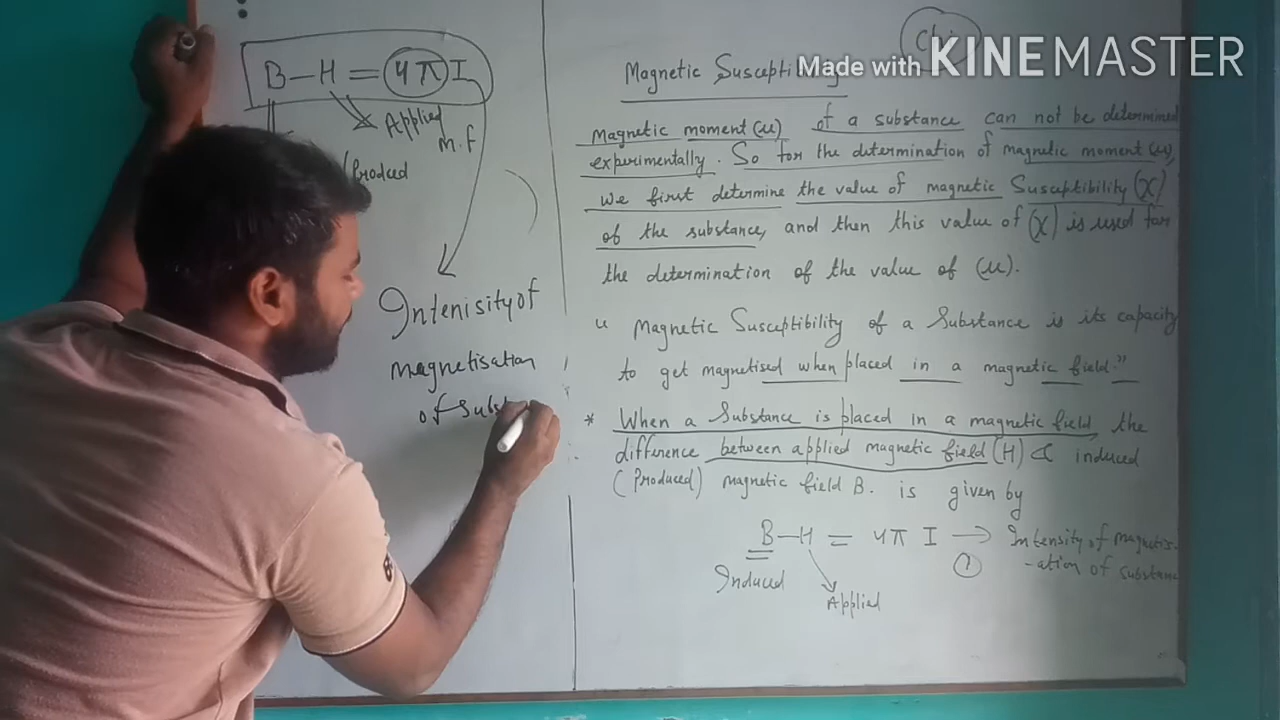 B - H = 4π I
Applied
M.F
Produced
Intenisity of
magnetisation
of Subst
Chi
Made with KINEMASTER
Magnetic Susceptibility
Magnetic moment (μ) of a substance can not be determined
experimentally. So for the determination of magnetic moment (μ),
we first determine the value of magnetic Susceptibility (χ)
of the substance, and then this value of (χ) is used for
the determination of the value of (μ).
" Magnetic Susceptibility of a Substance is its capacity
to get magnetised when placed in a magnetic field."
* When a Substance is placed in a magnetic field, the
difference between applied magnetic field (H) & induced
(Produced) magnetic field B. is given by
B - H = 4π I → Intensity of magnetis-
-ation of substance
①
Induced
Applied